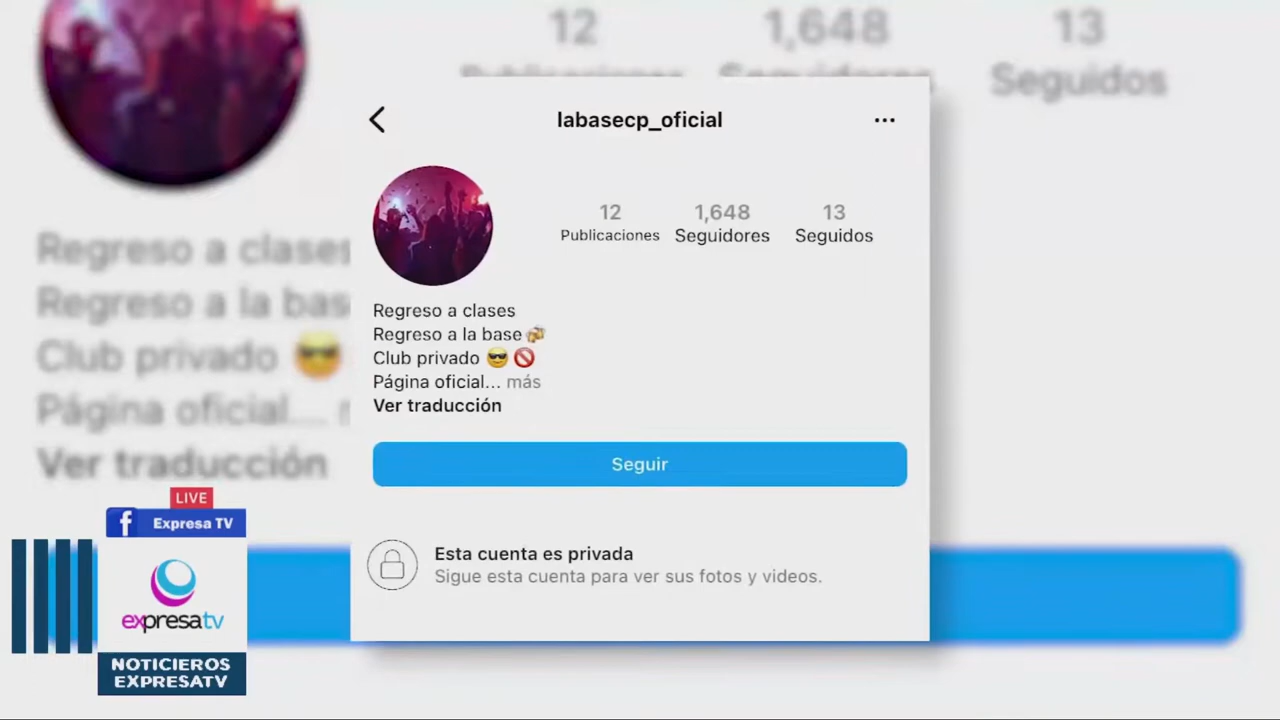 12
1,648
13
Publicaciones
Seguidores
Seguidos
labasecp_oficial
...
12
1,648
13
Publicaciones
Seguidores
Seguidos
Regreso a clases
Regreso a la base 🍻
Club privado 😎 🚫
Página oficial... más
Ver traducción
Seguir
Esta cuenta es privada
Sigue esta cuenta para ver sus fotos y videos.
Regreso a clases
Regreso a la bas
Club privado 😎
Página oficial...
Ver traducción
LIVE
f Expresa TV
expresatv
NOTICIEROS
EXPRESATV